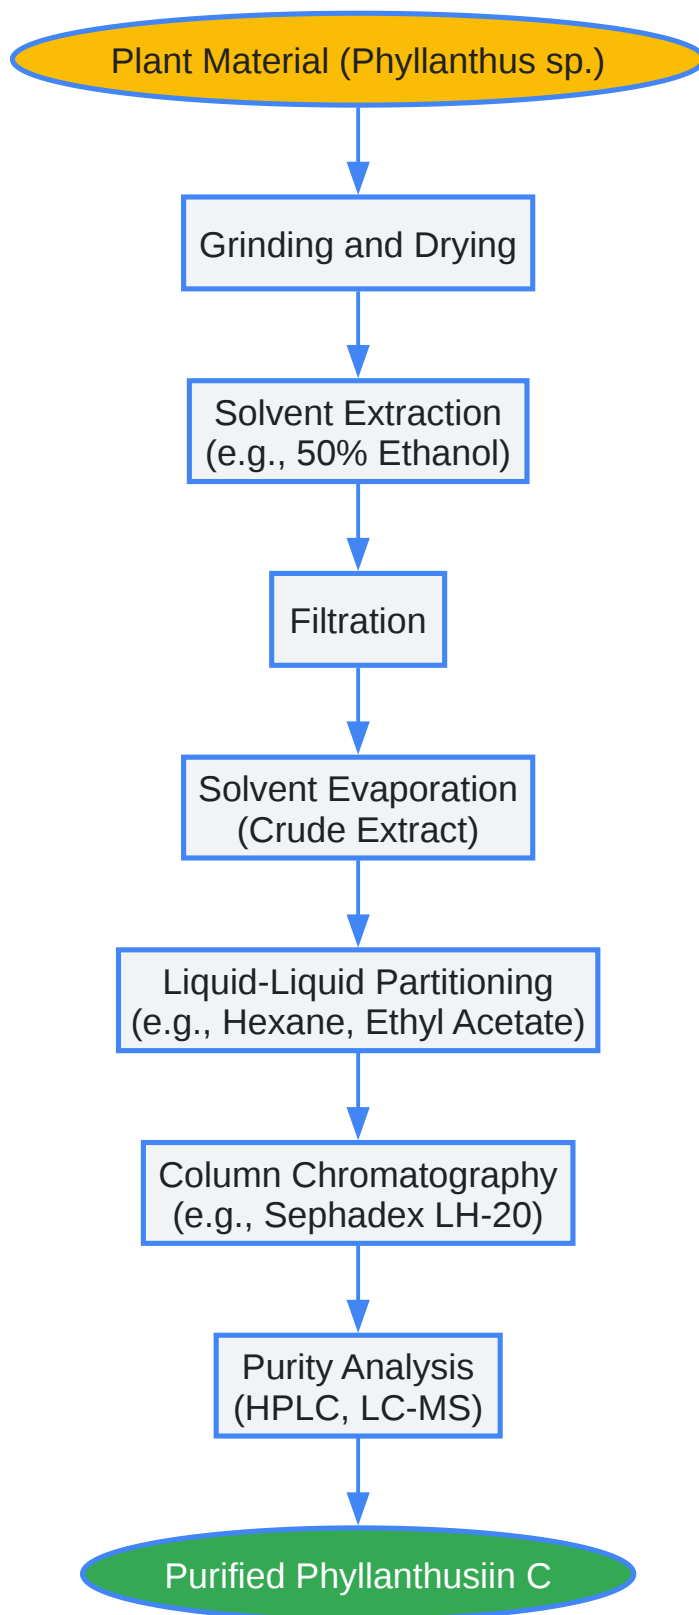 Plant Material (Phyllanthus sp.)
Grinding and Drying
Solvent Extraction
(e.g., 50% Ethanol)
Filtration
Solvent Evaporation
(Crude Extract)
Liquid-Liquid Partitioning
(e.g., Hexane, Ethyl Acetate)
Column Chromatography
(e.g., Sephadex LH-20)
Purity Analysis
(HPLC, LC-MS)
Purified Phyllanthusiin C